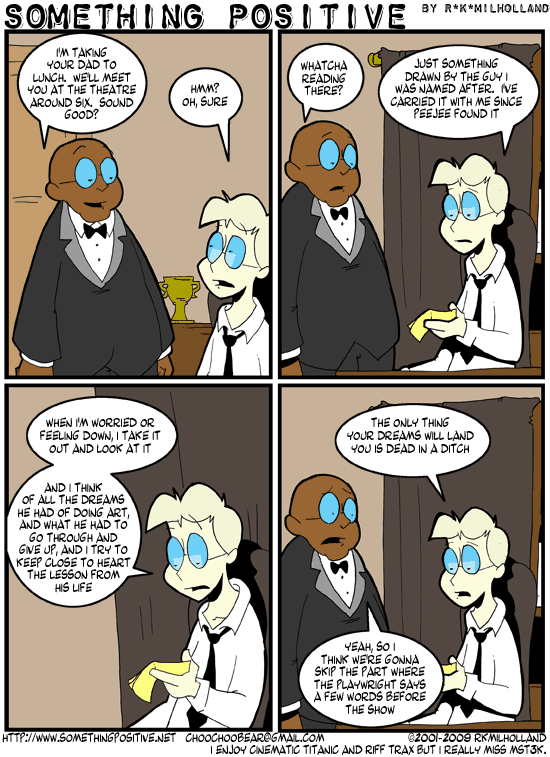 SOMETHING POSITIVE BY R*K*MILHOLLAND
I'M TAKING
YOUR DAD TO
LUNCH. WE'LL MEET
YOU AT THE THEATRE
AROUND SIX. SOUND
GOOD?
HMM?
OH, SURE
WHATCHA
READING
THERE?
JUST SOMETHING
DRAWN BY THE GUY I
WAS NAMED AFTER. I'VE
CARRIED IT WITH ME SINCE
PEEJEE FOUND IT
WHEN I'M WORRIED OR
FEELING DOWN, I TAKE IT
OUT AND LOOK AT IT
AND I THINK
OF ALL THE DREAMS
HE HAD OF DOING ART,
AND WHAT HE HAD TO
GO THROUGH AND
GIVE UP, AND I TRY TO
KEEP CLOSE TO HEART
THE LESSON FROM
HIS LIFE
THE ONLY THING
YOUR DREAMS WILL LAND
YOU IS DEAD IN A DITCH
YEAH, SO I
THINK WE'RE GONNA
SKIP THE PART WHERE
THE PLAYWRIGHT SAYS
A FEW WORDS BEFORE
THE SHOW
HTTP://WWW.SOMETHINGPOSITIVE.NET CHOOCHOOBEAR@GMAIL.COM ©2001-2009 RKMILHOLLAND
I ENJOY CINEMATIC TITANIC AND RIFF TRAX BUT I REALLY MISS MST3K.